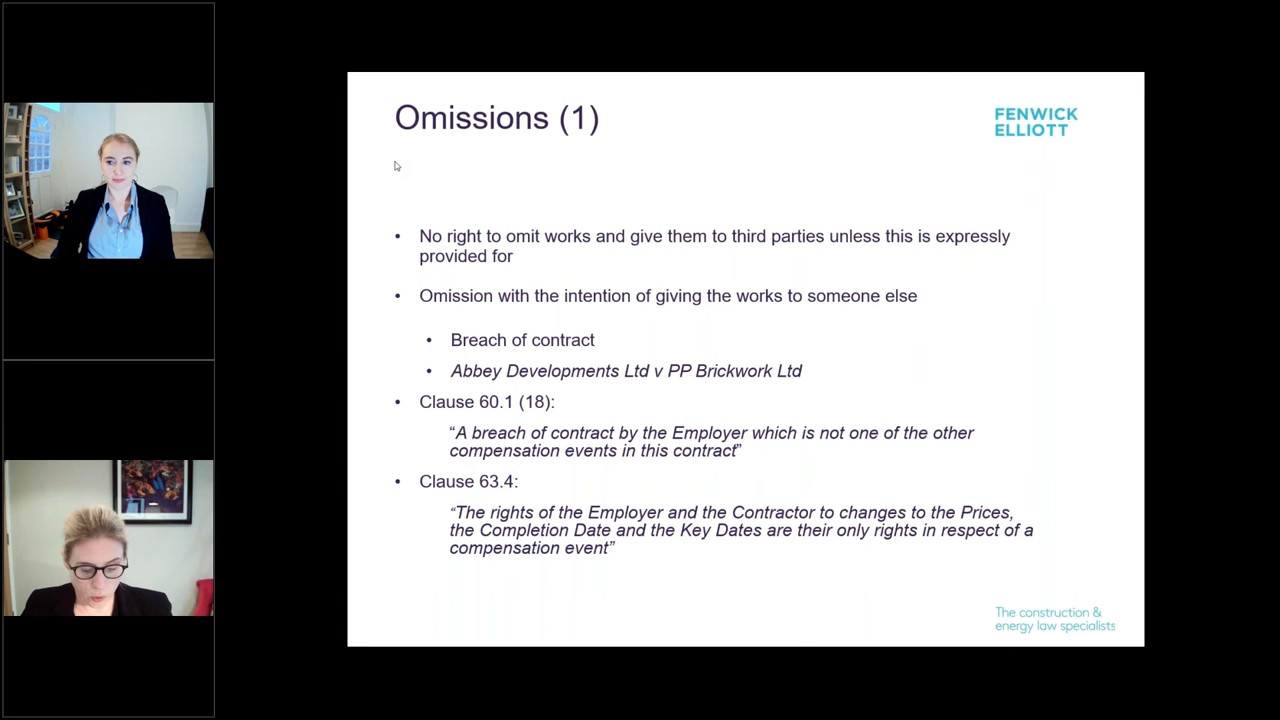 Omissions (1)
FENWICK
ELLIOTT
• No right to omit works and give them to third parties unless this is expressly
provided for
• Omission with the intention of giving the works to someone else
• Breach of contract
• Abbey Developments Ltd v PP Brickwork Ltd
• Clause 60.1 (18):
“A breach of contract by the Employer which is not one of the other
compensation events in this contract”
• Clause 63.4:
“The rights of the Employer and the Contractor to changes to the Prices,
the Completion Date and the Key Dates are their only rights in respect of a
compensation event”
The construction &
energy law specialists